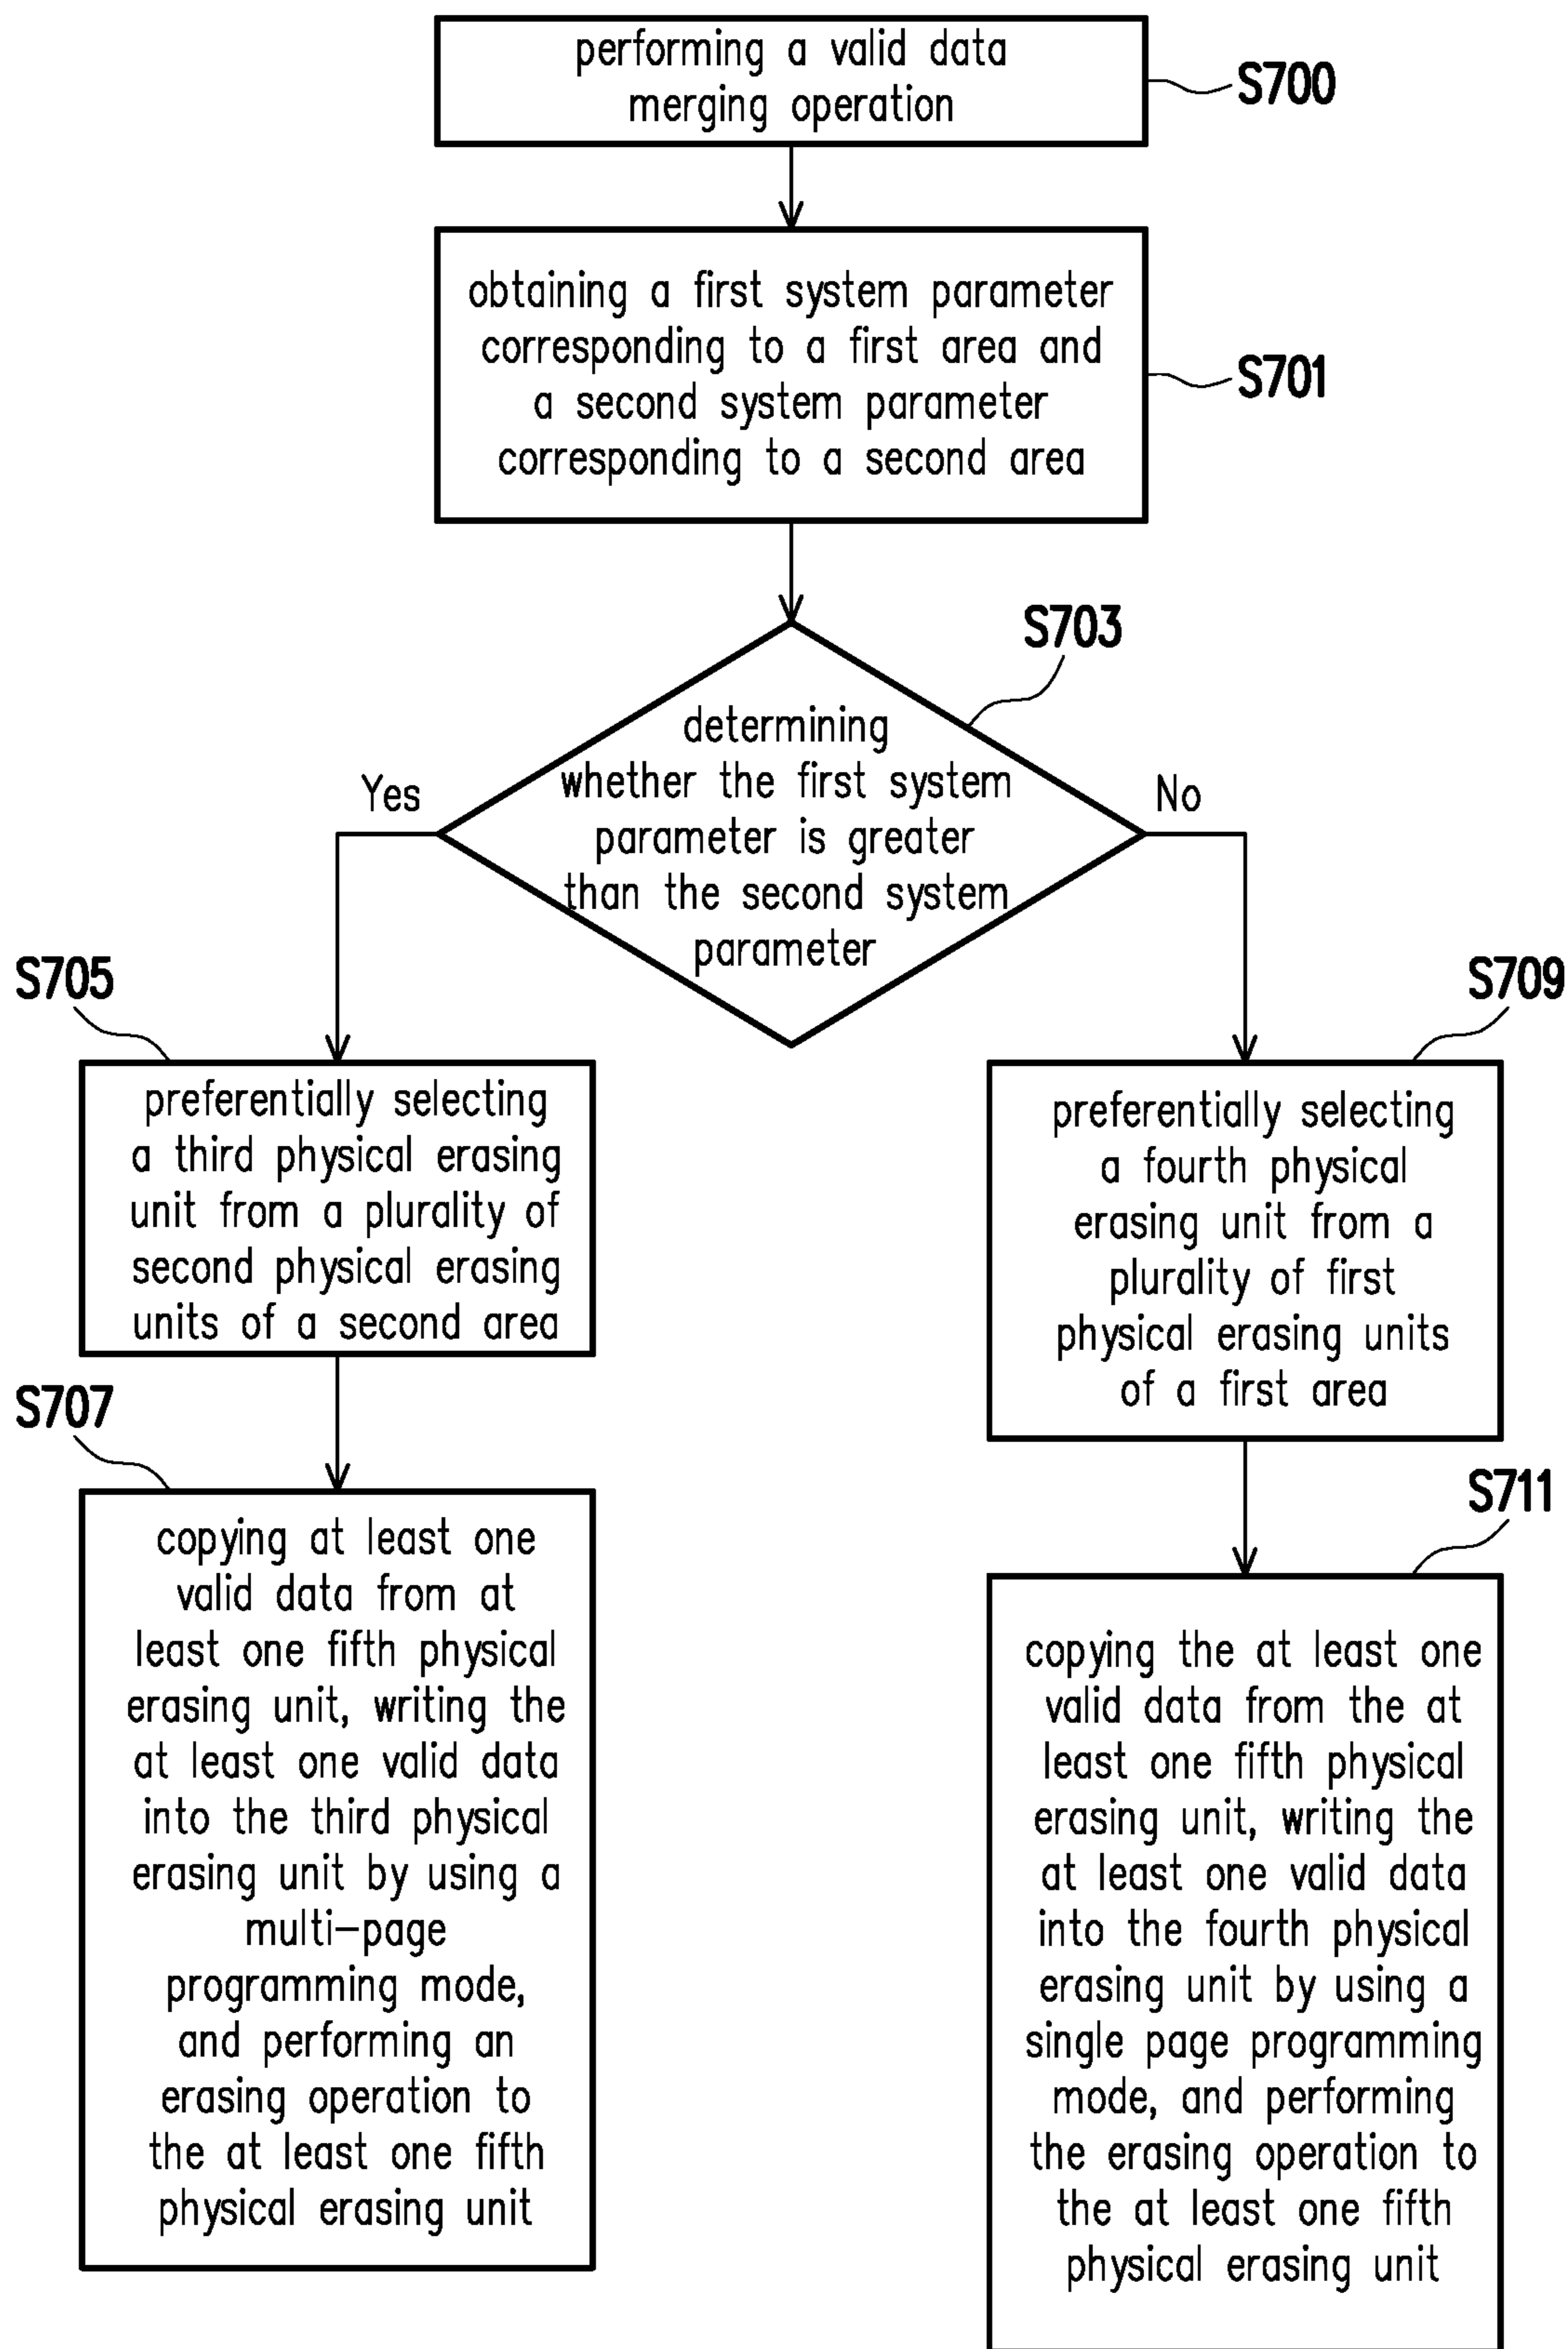 performing a valid data
merging operation
S700
obtaining a first system parameter
corresponding to a first area and
a second system parameter
corresponding to a second area
S701
S703
determining
whether the first system
parameter is greater
than the second system
parameter
Yes
No
S705
preferentially selecting
a third physical erasing
unit from a plurality of
second physical erasing
units of a second area
S709
preferentially selecting
a fourth physical
erasing unit from a
plurality of first
physical erasing units
of a first area
S707
copying at least one
valid data from at
least one fifth physical
erasing unit, writing the
at least one valid data
into the third physical
erasing unit by using a
multi-page
programming mode,
and performing an
erasing operation to
the at least one fifth
physical erasing unit
S711
copying the at least one
valid data from the at
least one fifth physical
erasing unit, writing the
at least one valid data
into the fourth physical
erasing unit by using a
single page programming
mode, and performing
the erasing operation to
the at least one fifth
physical erasing unit